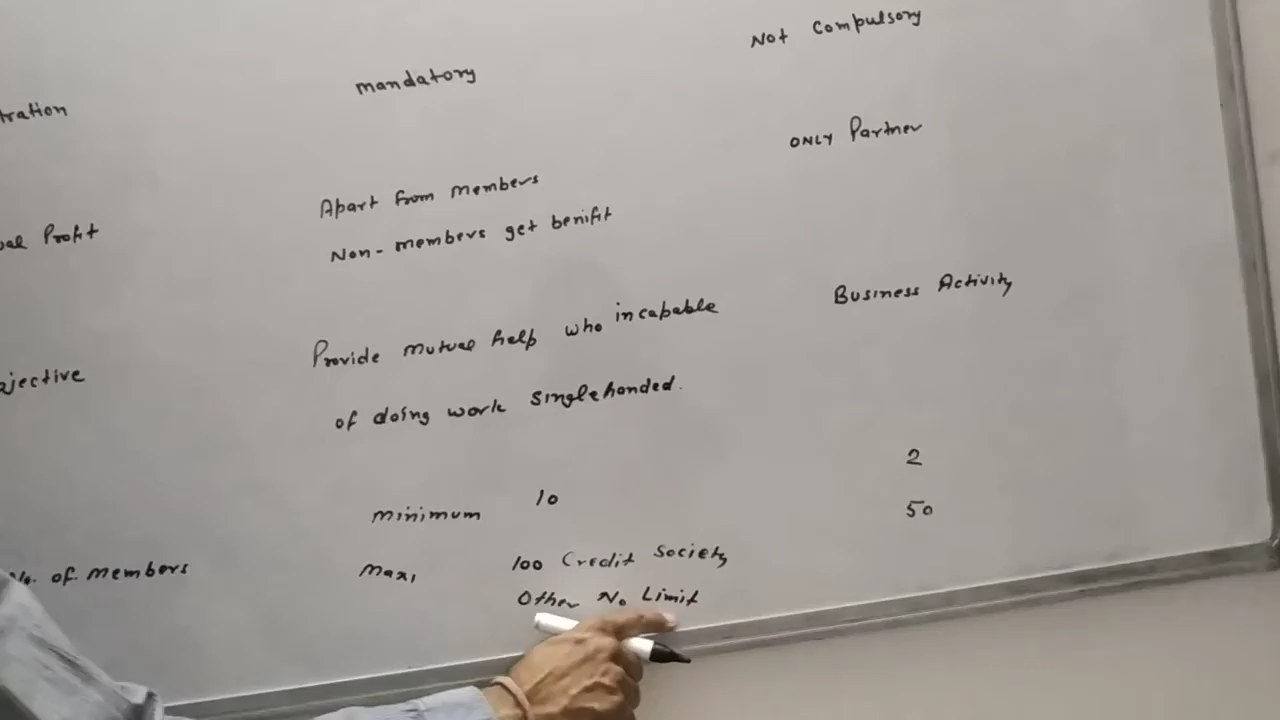 Not Compulsory
mandatory
tration
ONLY Partner
Apart from members
Profit
Non-members get benifit
Business Activity
Provide mutual help who incapable
jective
of doing work singlehanded.
2
minimum 10
50
No. of. members
Max, 100 Credit Society
Other No Limit